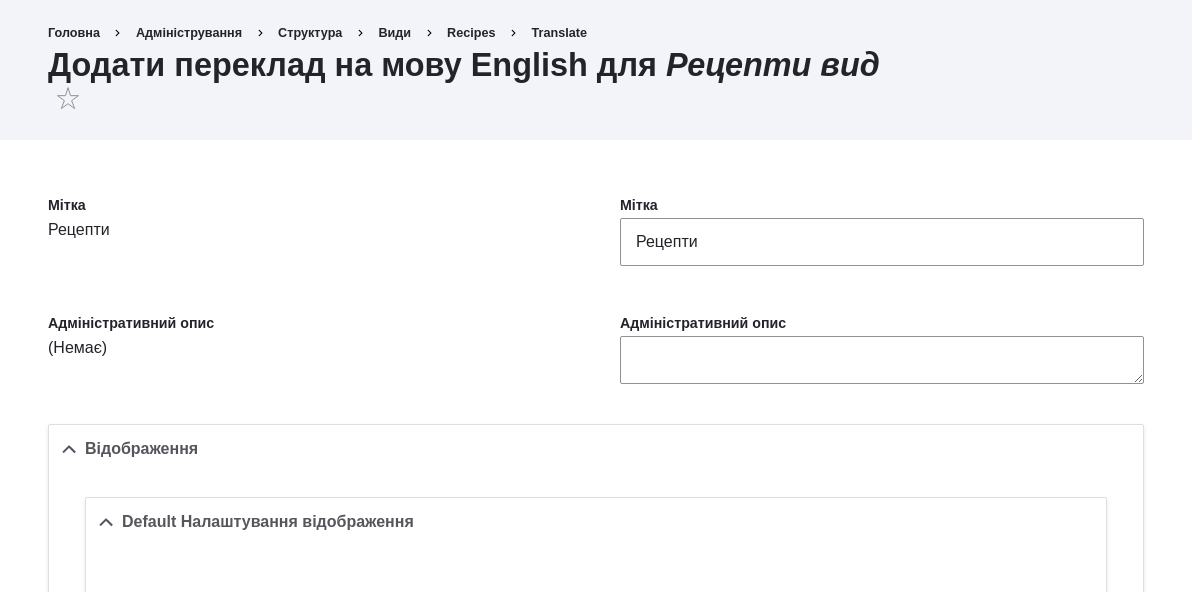 Головна Адміністрування Структура Види Recipes Translate
Додати переклад на мову English для Рецепти вид
Мітка
Рецепти
Мітка
Рецепти
Адміністративний опис
(Немає)
Адміністративний опис
Відображення
Default Налаштування відображення